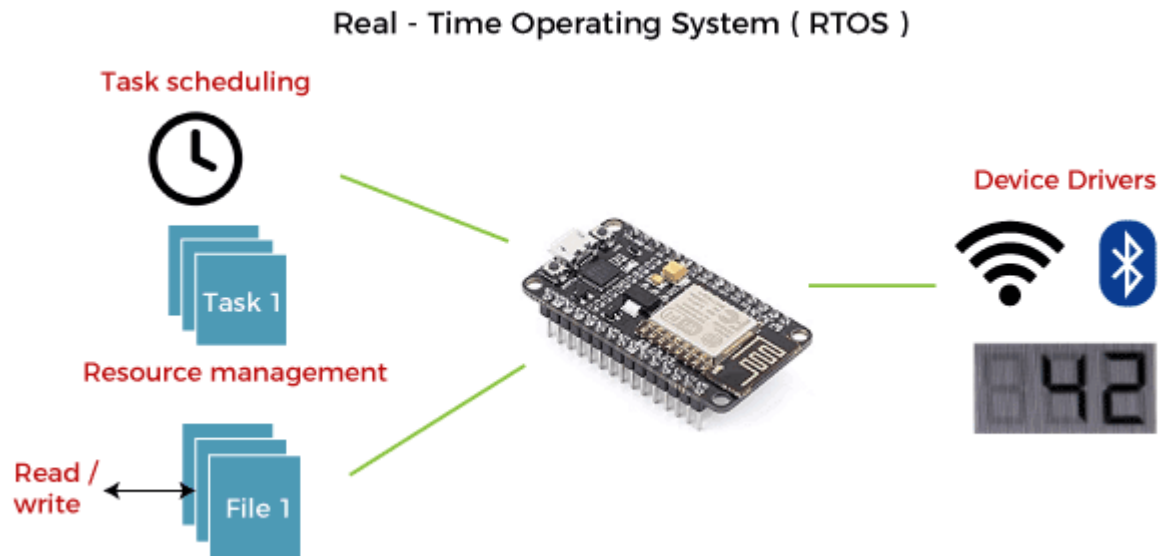 Real - Time Operating System ( RTOS )
Task scheduling
Task 1
Resource management
Read /
write
File 1
Device Drivers
42